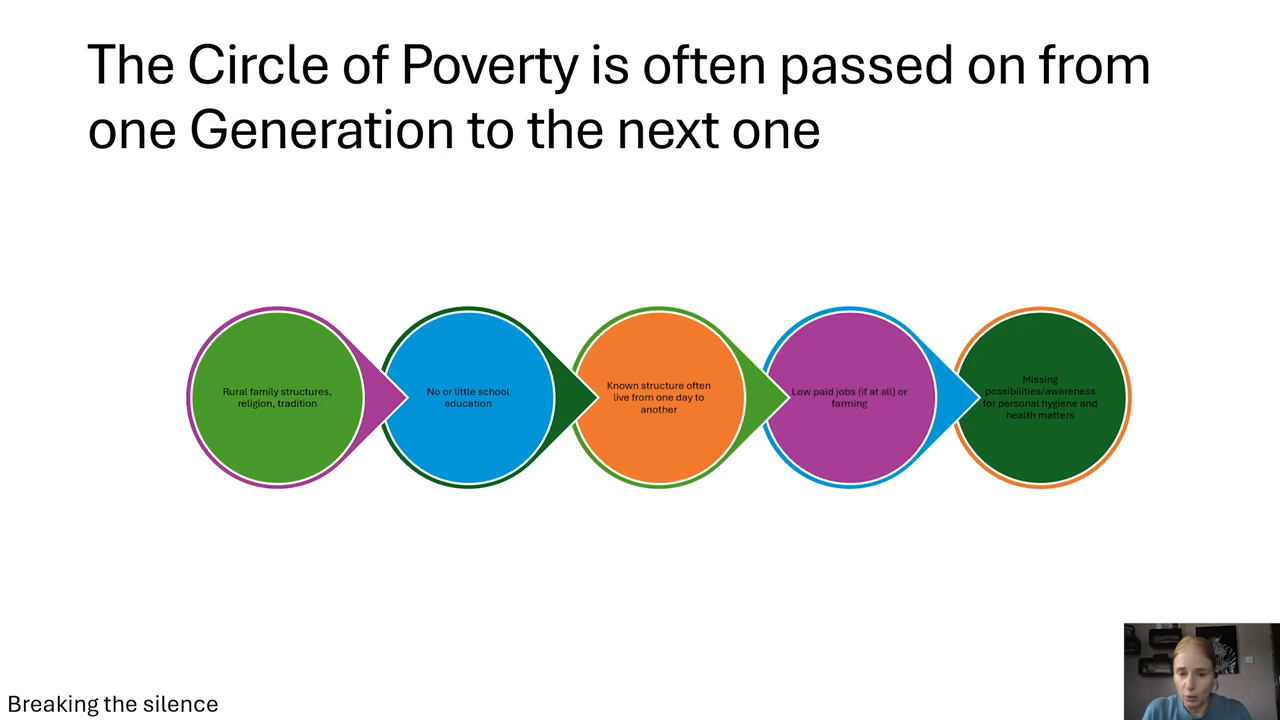 The Circle of Poverty is often passed on from
one Generation to the next one
Rural family structures,
religion, tradition
No or little school
education
Known structure often
live from one day to
another
Low paid jobs (if at all) or
farming
Missing
possibilities/awareness
for personal hygiene and
health matters
Breaking the silence